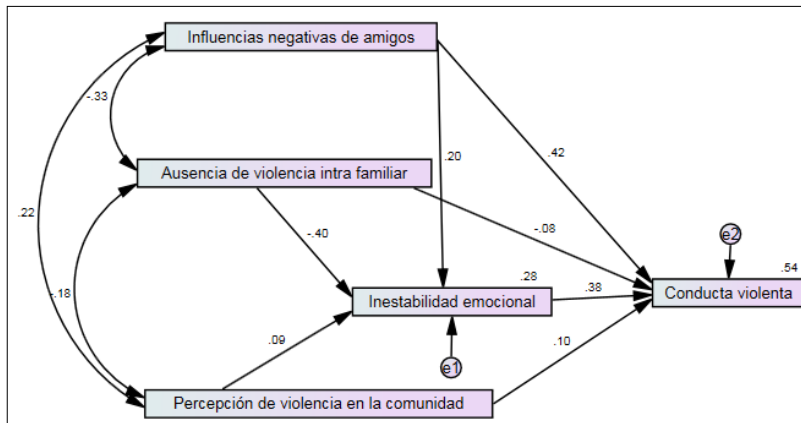 Influencias negativas de amigos
-.33
.20
.42
Ausencia de violencia intra familiar
.22
-.40
-.08
e2
-.18
.28
.54
Inestabilidad emocional
.38
Conducta violenta
.09
.10
e1
Percepción de violencia en la comunidad